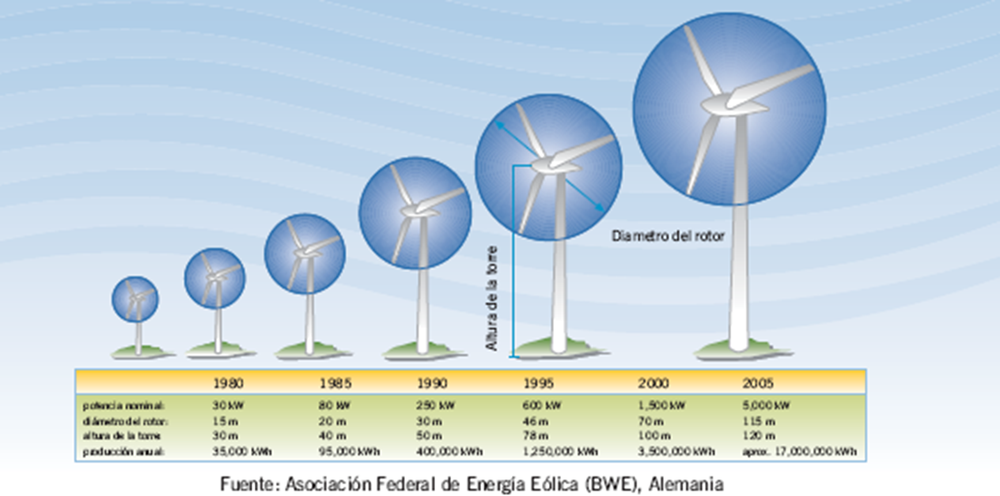 Diametro del rotor
Altura de la torre
1980 1985 1990 1995 2000 2005
potencia nominal: 30 kW 80 kW 250 kW 600 kW 1,500 kW 5,000 kW
diámetro del rotor: 15 m 20 m 30 m 46 m 70 m 115 m
altura de la torre: 30 m 40 m 50 m 78 m 100 m 120 m
producción anual: 35,000 kWh 95,000 kWh 400,000 kWh 1,250,000 kWh 3,500,000 kWh aprox. 17,000,000 kWh
Fuente: Asociación Federal de Energía Eólica (BWE), Alemania